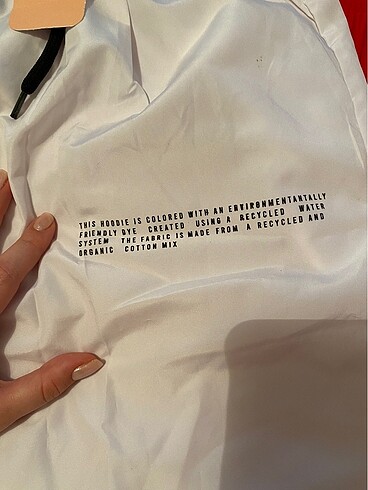 THIS HOODIE IS COLORED WITH AN ENVIRONMENTANTALLY
FRIENDLY DYE CREATED USING A RECYCLED WATER
SYSTEM THE FABRIC IS MADE FROM A RECYCLED AND
ORGANIC COTTON MIX